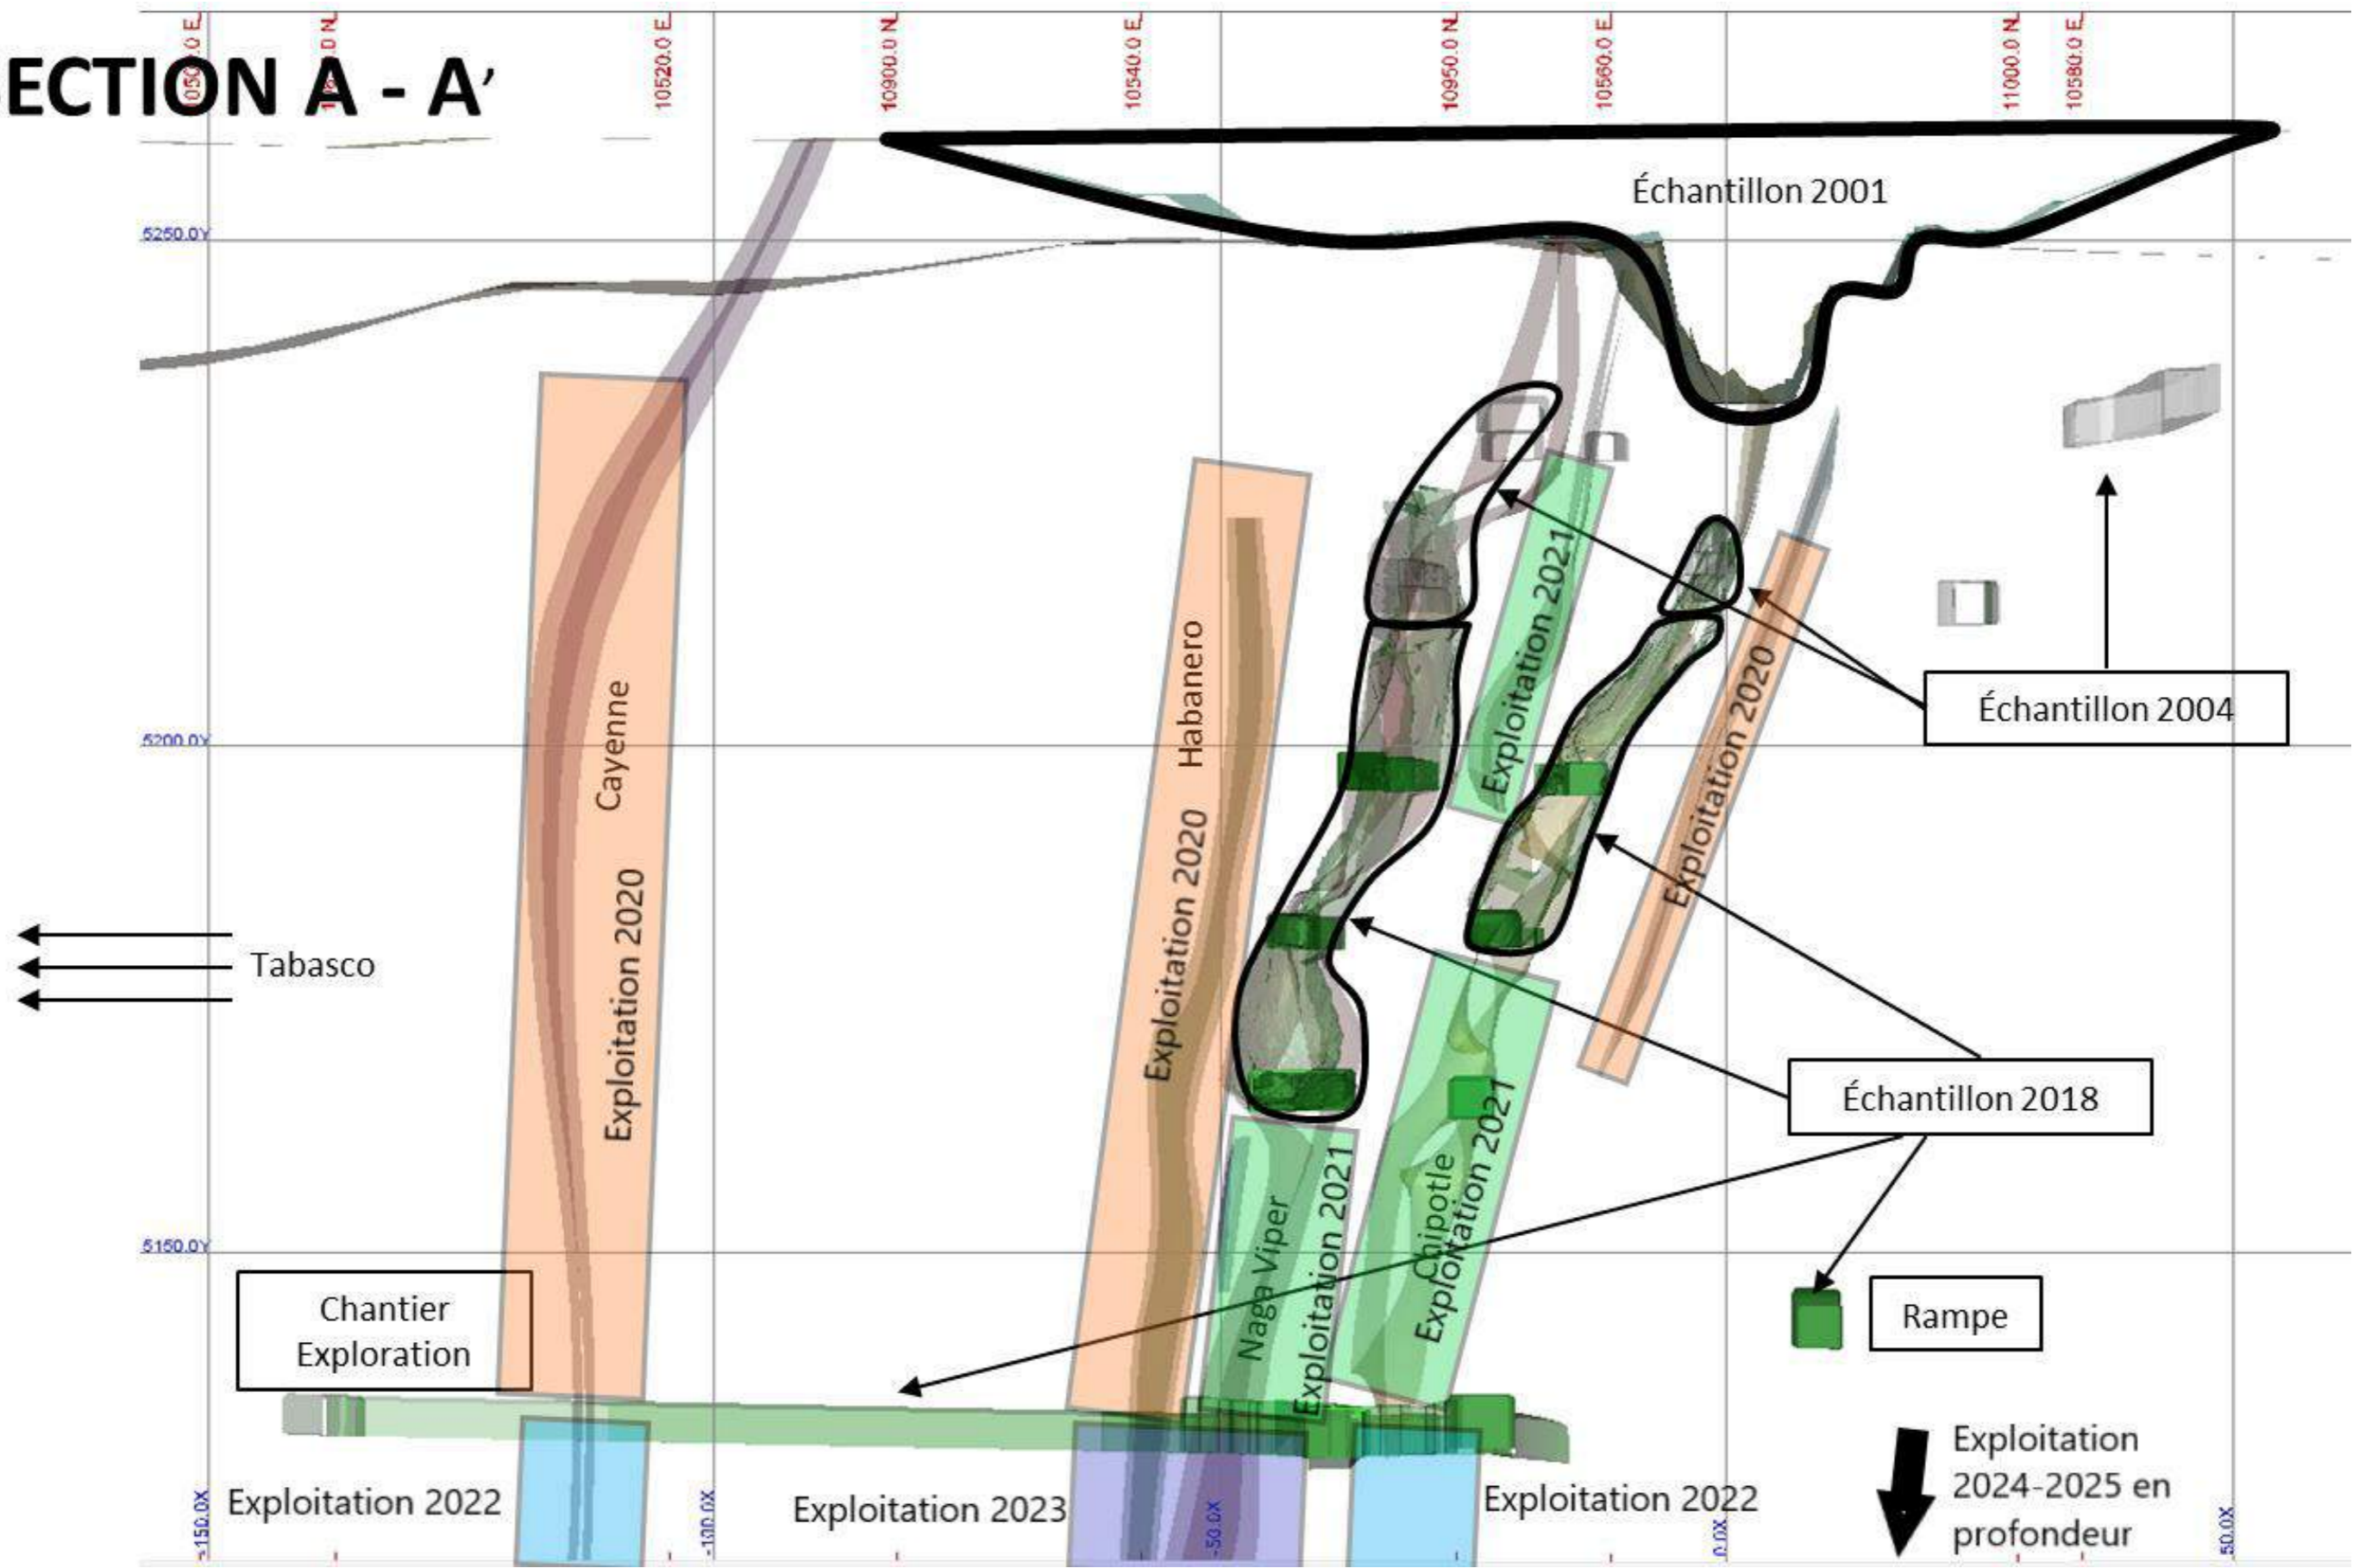 10520.0 E
10900.0 N
10540.0 E
10950.0 N
10560.0 E
11000.0 N
10580.0 E
ECTION A - A'
Échantillon 2001
5250.0Y
Exploitation 2021
Cayenne
Exploitation 2020
Habanero
Exploitation 2020
Exploitation 2020
Échantillon 2004
5200.0Y
Tabasco
Échantillon 2018
Naga Viper
Exploitation 2021
Chipotle
Exploitation 2021
5150.0Y
Chantier
Exploration
Rampe
Exploitation 2022
Exploitation 2023
Exploitation 2022
Exploitation
2024-2025 en
profondeur
-150.0X
-100.0X
-50.0X
0.0X
50.0X